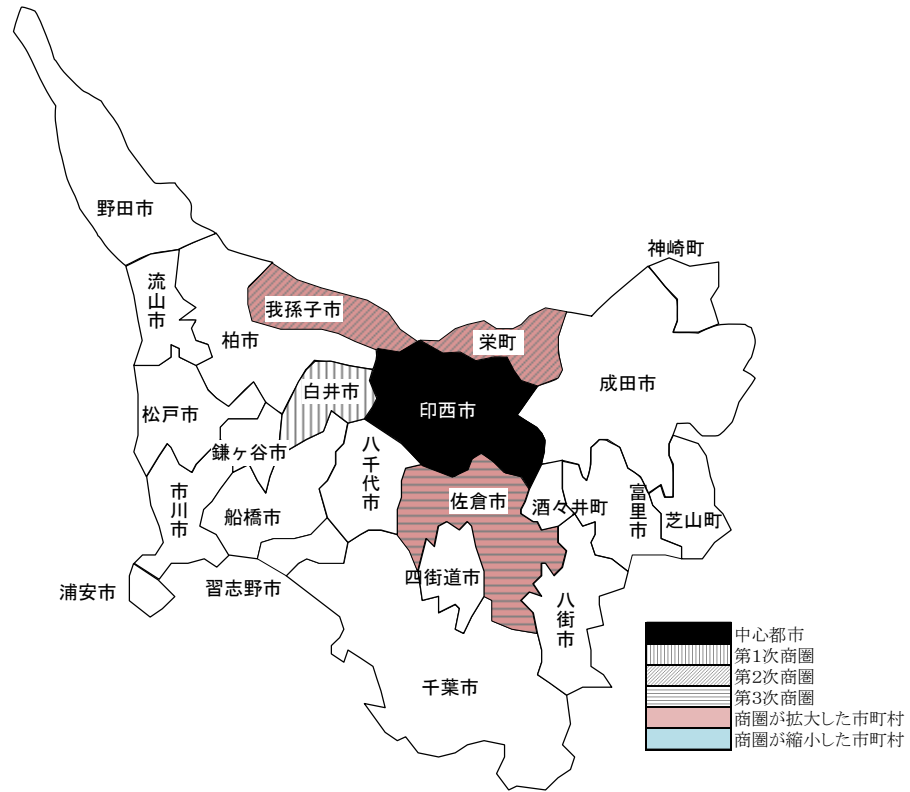 野田市
神崎町
流山市
我孫子市
柏市
栄町
成田市
白井市
印西市
松戸市
鎌ヶ谷市
八千代市
市川市
船橋市
佐倉市
酒々井町
富里市
芝山町
浦安市
習志野市
四街道市
八街市
千葉市
中心都市
第1次商圏
第2次商圏
第3次商圏
商圏が拡大した市町村
商圏が縮小した市町村